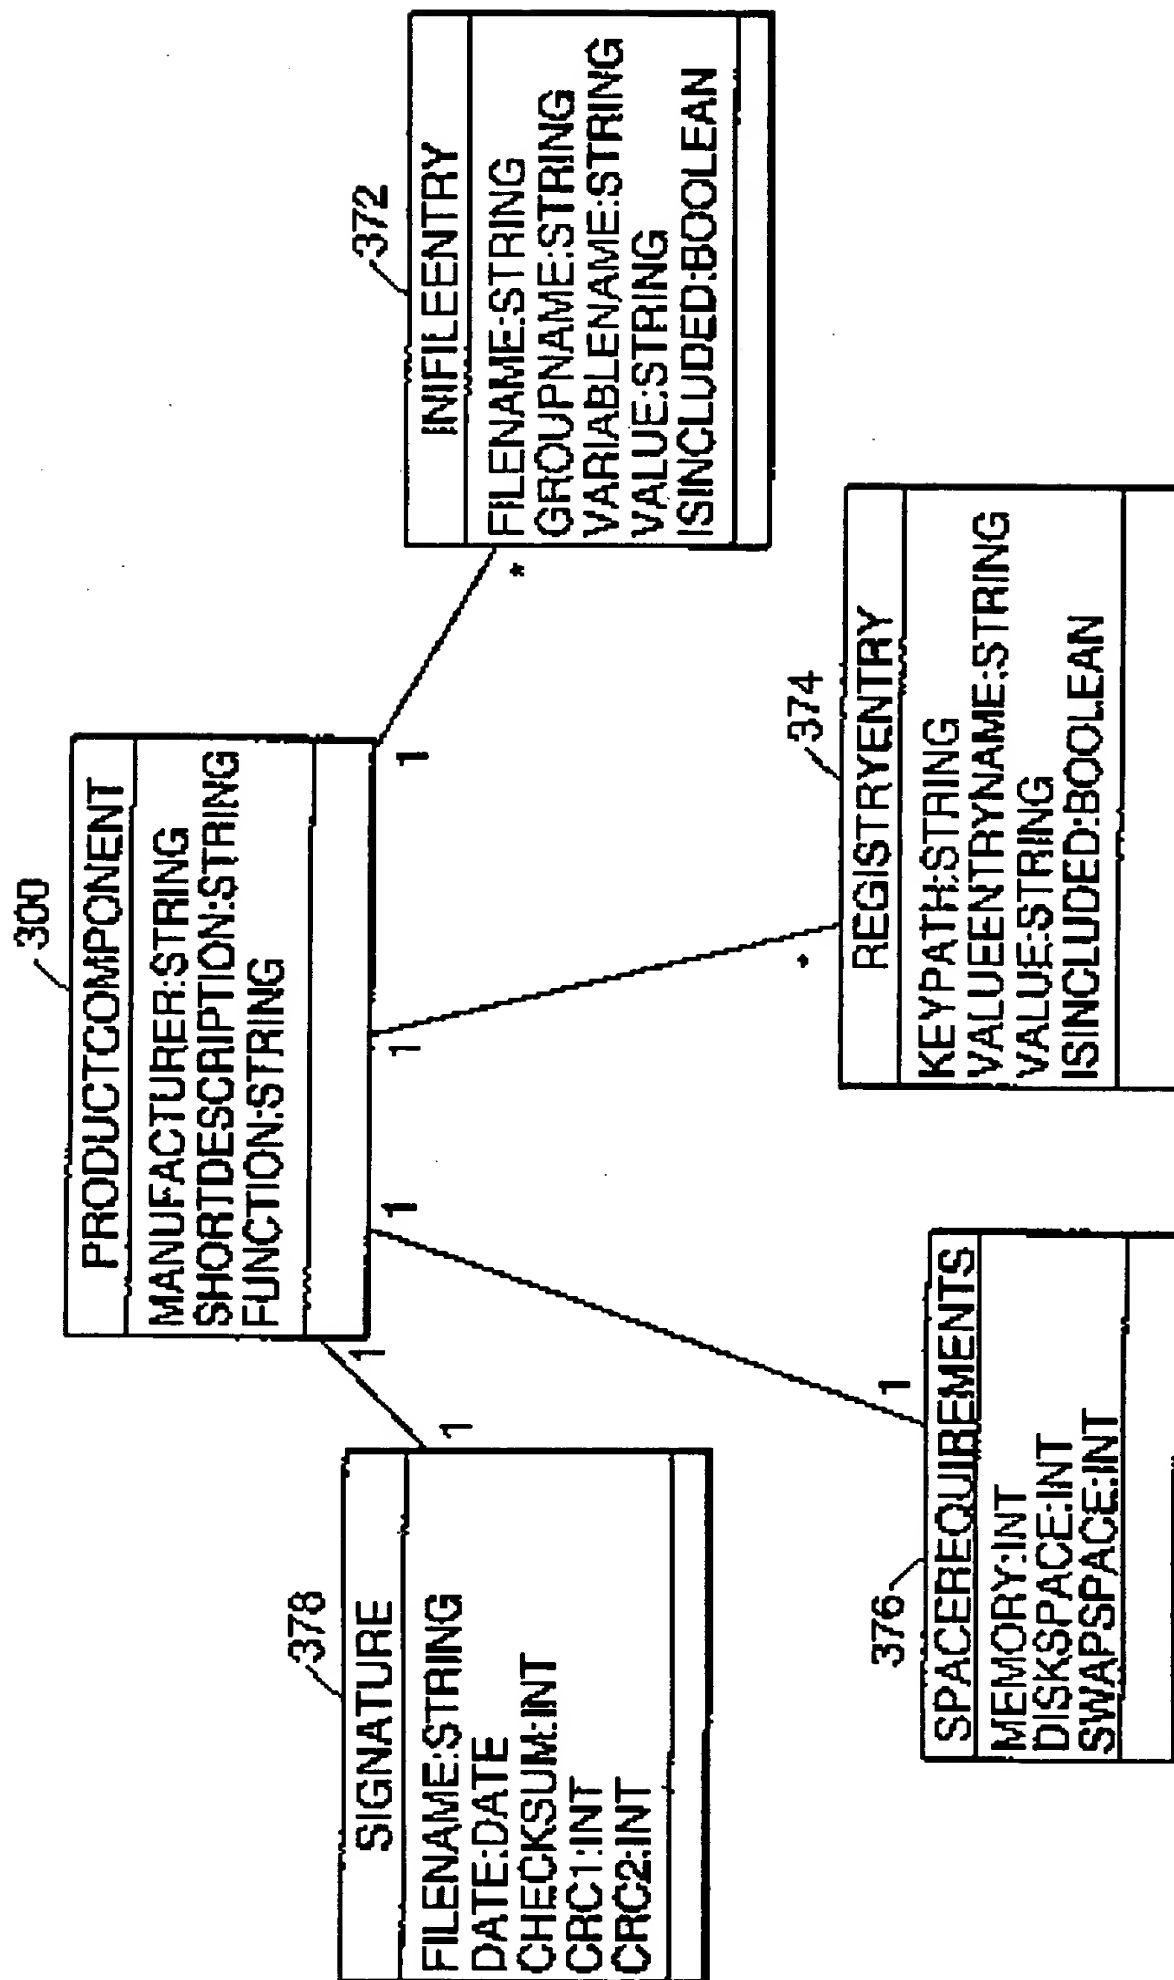 300
PRODUCTCOMPONENT
MANUFACTURER:STRING
SHORTDESCRIPTION:STRING
FUNCTION:STRING
1
1
1
1
378
SIGNATURE
FILENAME:STRING
DATE:DATE
CHECKSUM:INT
CRC1:INT
CRC2:INT
1
376
SPACEREQUIREMENTS
MEMORY:INT
DISKSPACE:INT
SWAPSPACE:INT
1
374
REGISTRYENTRY
KEYPATH:STRING
VALUEENTRYNAME:STRING
VALUE:STRING
ISINCLUDED:BOOLEAN
*
372
INIFILEENTRY
FILENAME:STRING
GROUPNAME:STRING
VARIABLENAME:STRING
VALUE:STRING
ISINCLUDED:BOOLEAN
*